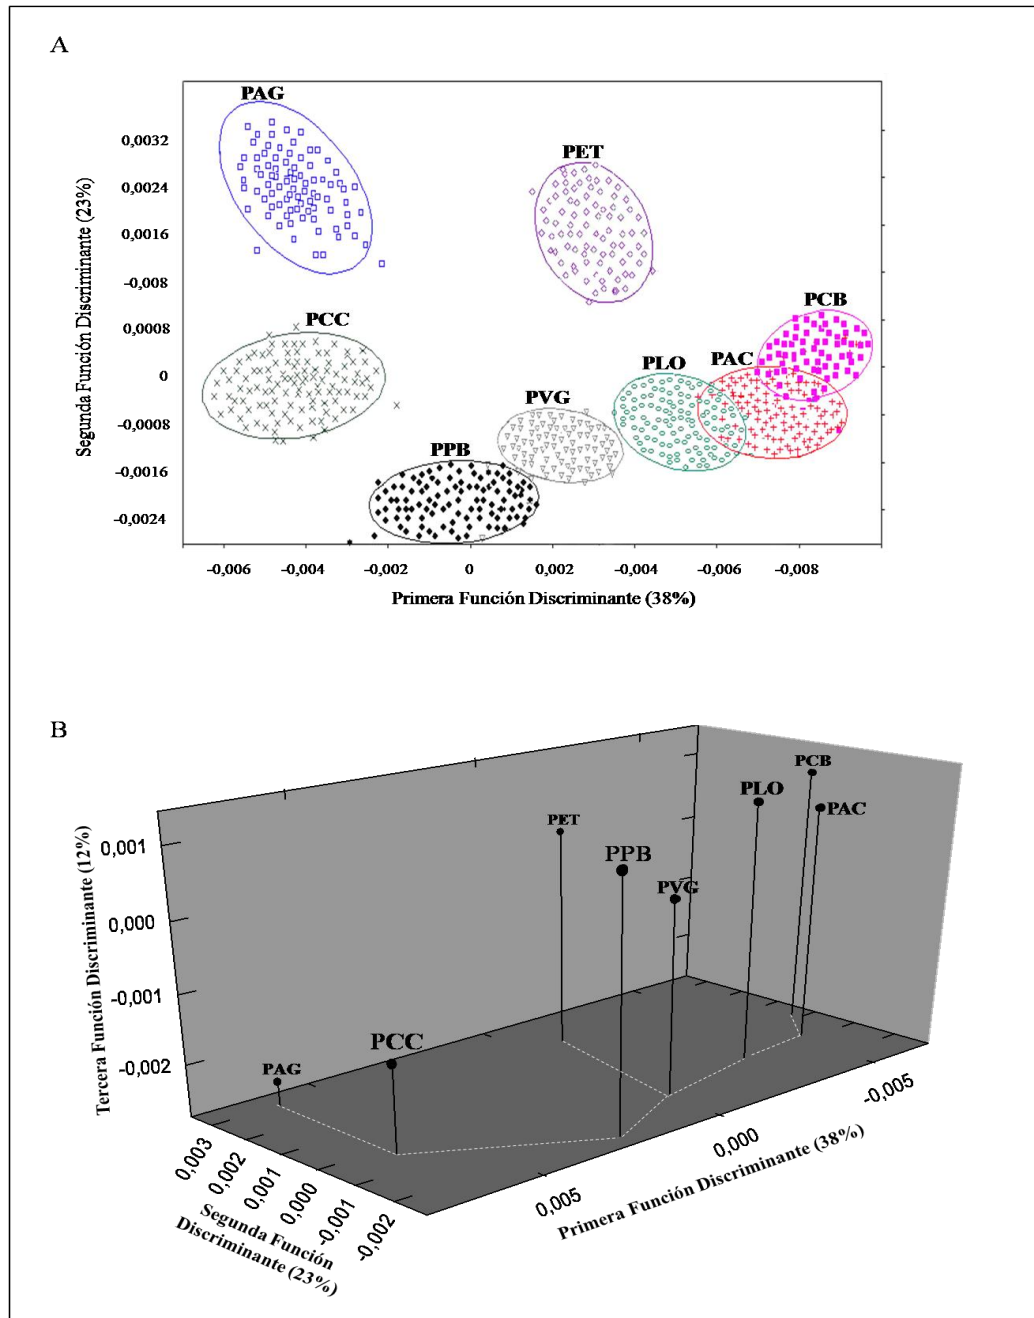 A
PAG
0,0032
PET
0,0024
0,0016
-0,008
PCB
PCC
0,0008
PLO
PAC
0
PVG
-0,0008
PPB
-0,0016
-0,0024
Segunda Función Discriminante (23%)
-0,006 -0,004 -0,002 0 0,002 -0,004 -0,006 -0,008
Primera Función Discriminante (38%)
B
PCB
PLO
PAC
PET
0,001
PPB
PVG
0,000
-0,001
PCC
-0,002
PAG
Tercera Función Discriminante (12%)
0,003 0,002 0,001 0,000 -0,001 -0,002
Segunda Función
Discriminante (23%)
0,005 0,000 -0,005
Primera Función Discriminante (38%)